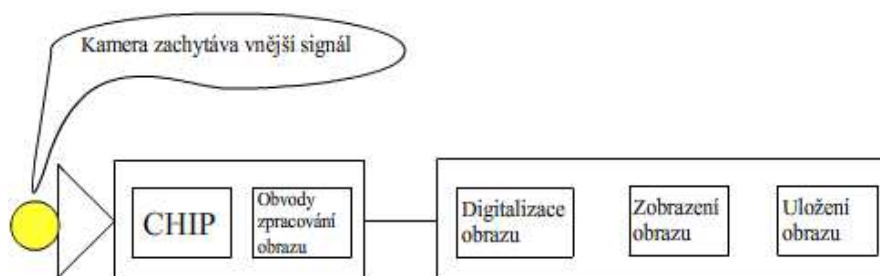 Kamera zachytáva vnější signál
CHIP
Obvody
zpracování
obrazu
Digitalizace
obrazu
Zobrazení
obrazu
Uložení
obrazu